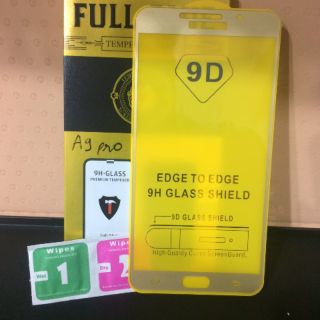 FULL
TEMPE
A9 pro
9H-GLASS
PREMIUM TEMPERED
9D
EDGE TO EDGE
9H GLASS SHIELD
9D GLASS SHIELD
High Quality Curve Screen Guard.
Wipes
Wet
1
Wipes
Dry
2